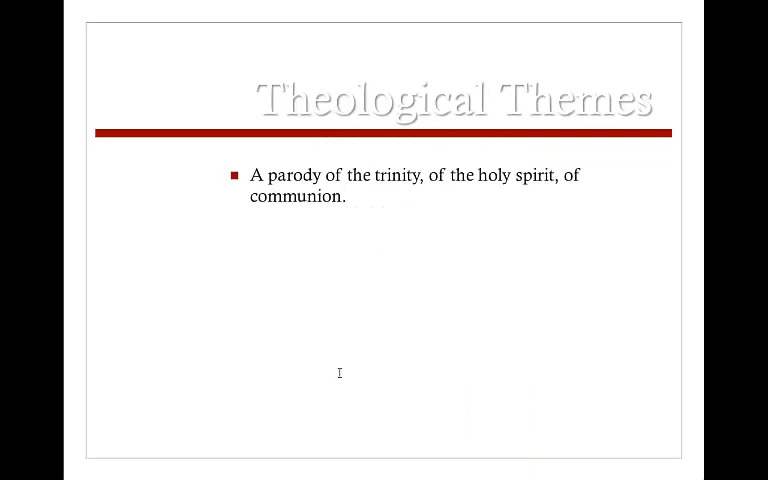 Theological Themes
A parody of the trinity, of the holy spirit, of
communion.